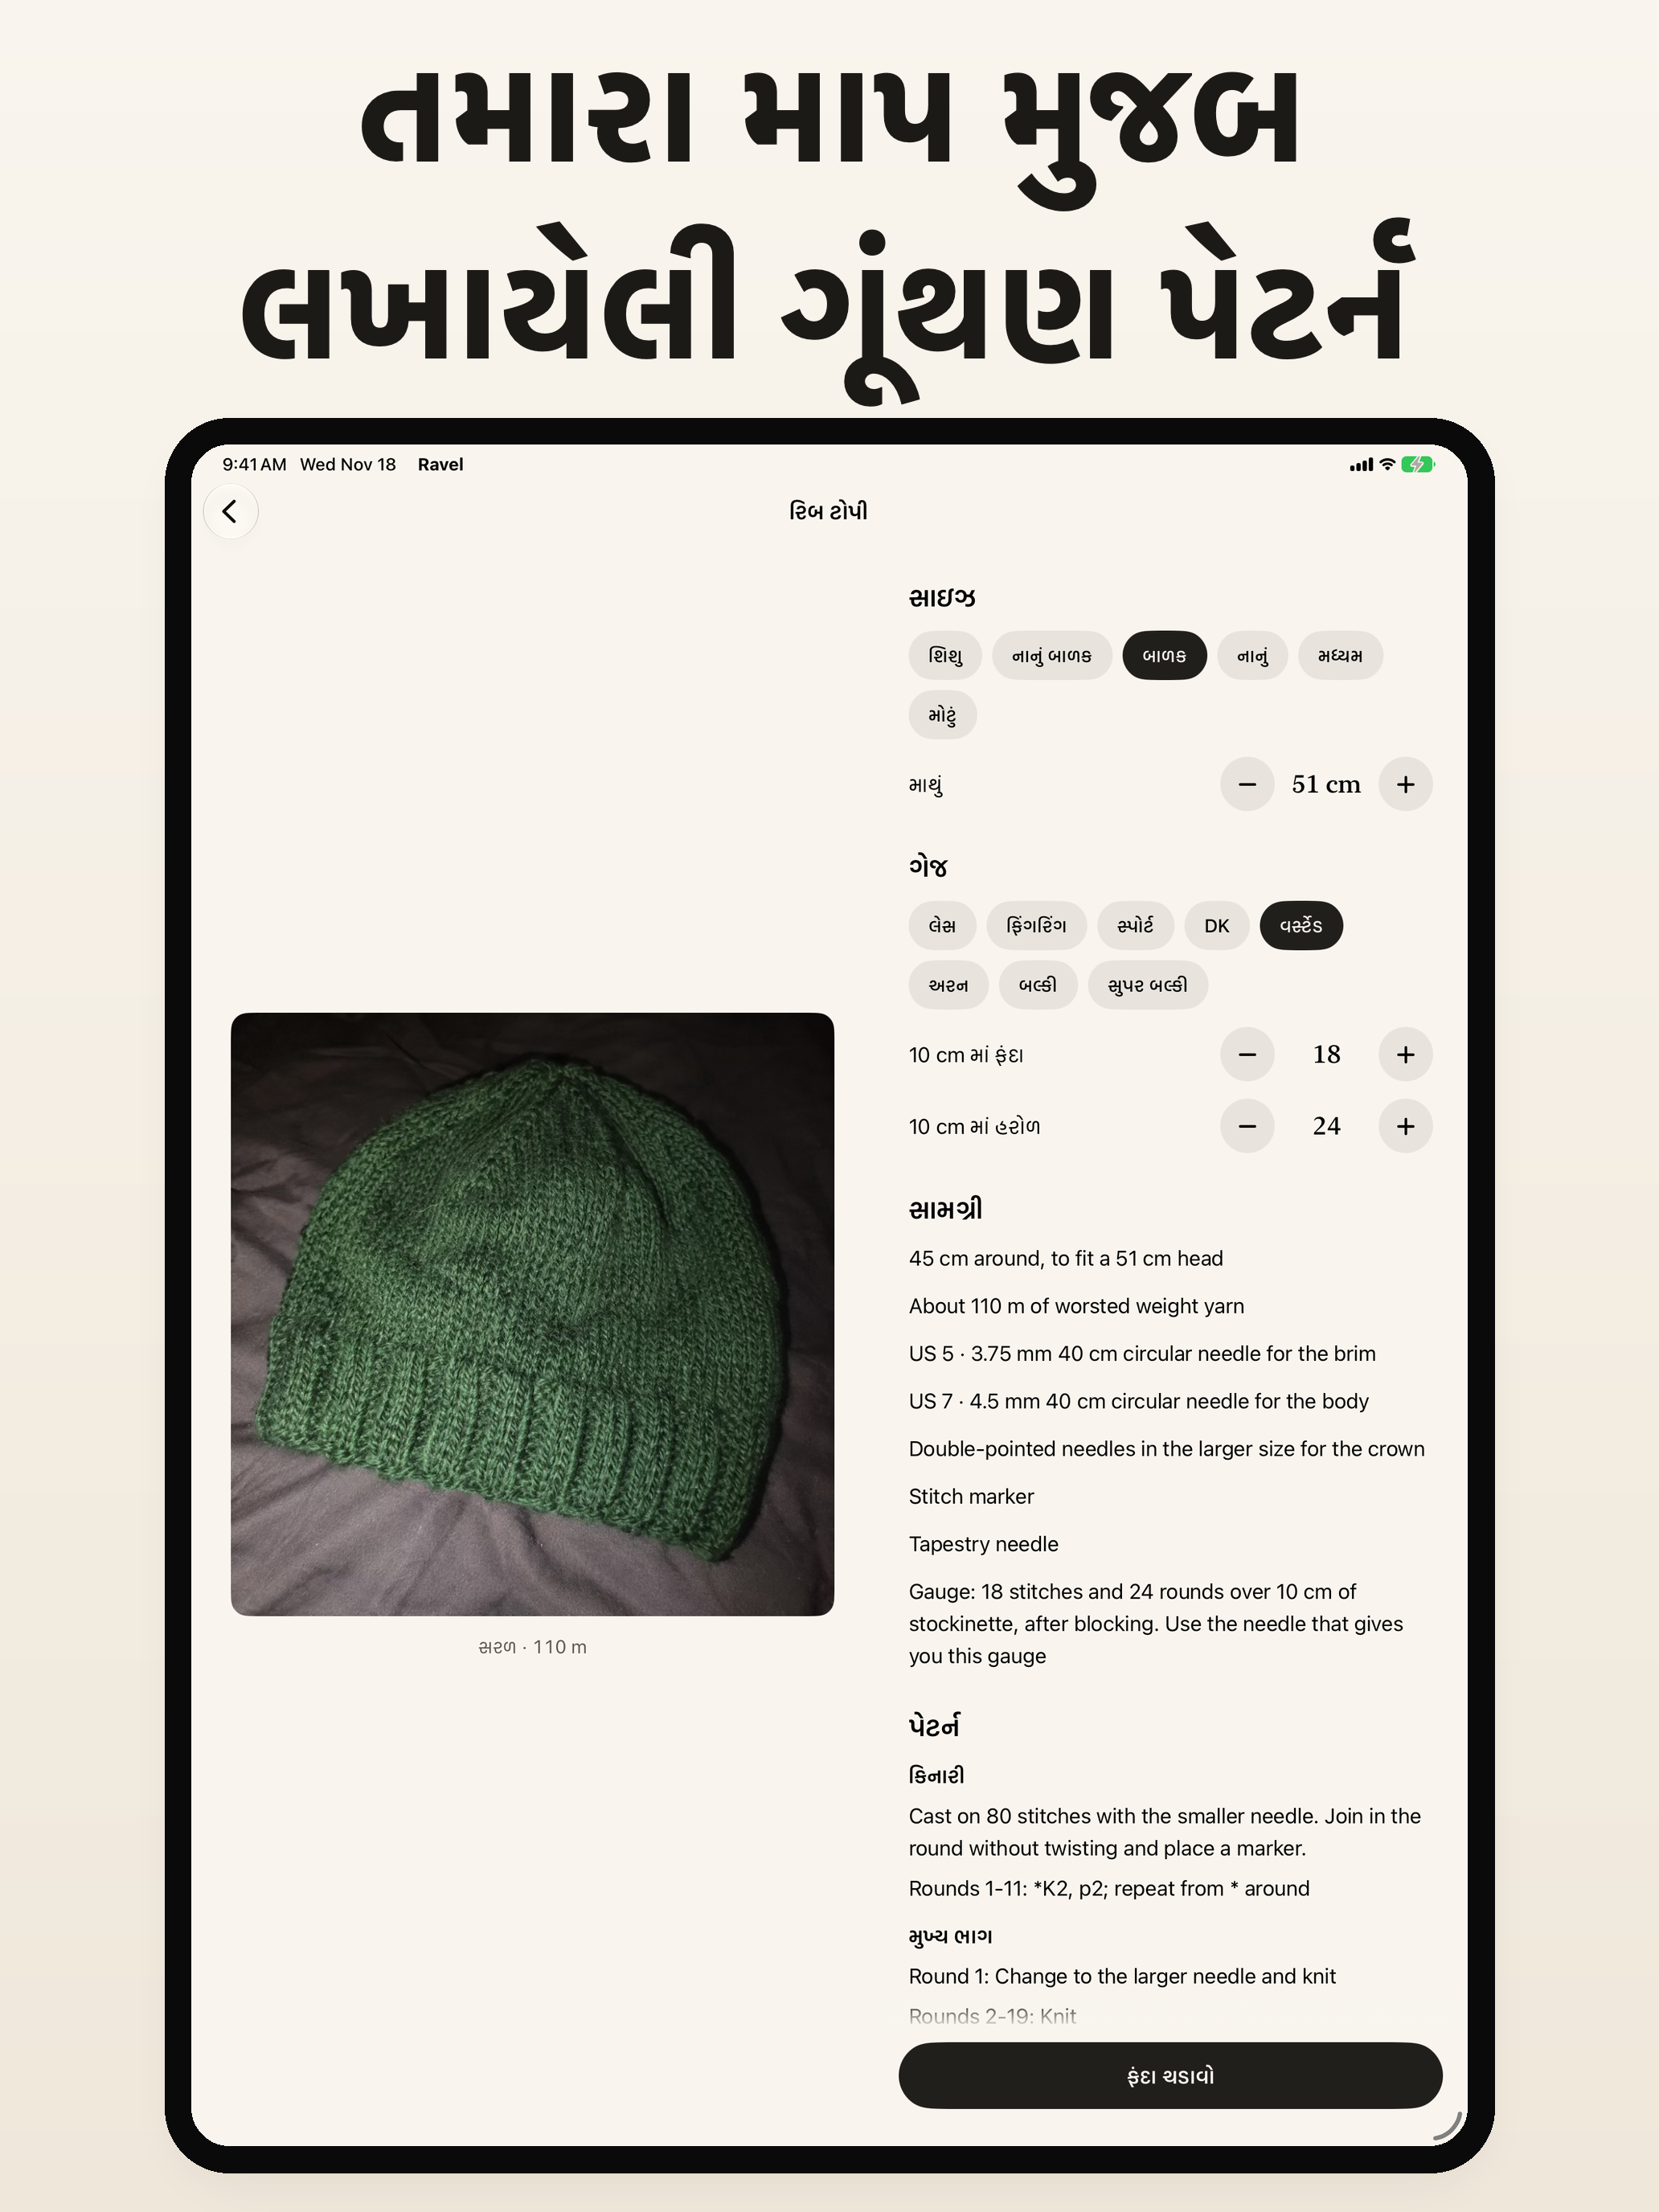 તમારા માપ મુજબ
લખાયેલી ગૂંથણ પેટર્ન
9:41 AM Wed Nov 18 Ravel
રિબ ટોપી
સાઇઝ
શિશુ નાનું બાળક બાળક નાનું મધ્યમ
મોટું
માથું − 51 cm +
ગેજ
લેસ ફિંગરિંગ સ્પોર્ટ DK વર્સ્ટેડ
અરન બલ્કી સુપર બલ્કી
10 cm માં ફંદા − 18 +
10 cm માં હરોળ − 24 +
સામગ્રી
45 cm around, to fit a 51 cm head
About 110 m of worsted weight yarn
US 5 · 3.75 mm 40 cm circular needle for the brim
US 7 · 4.5 mm 40 cm circular needle for the body
Double-pointed needles in the larger size for the crown
Stitch marker
Tapestry needle
Gauge: 18 stitches and 24 rounds over 10 cm of
stockinette, after blocking. Use the needle that gives
you this gauge
સરળ · 110 m
પેટર્ન
કિનારી
Cast on 80 stitches with the smaller needle. Join in the
round without twisting and place a marker.
Rounds 1-11: *K2, p2; repeat from * around
મુખ્ય ભાગ
Round 1: Change to the larger needle and knit
Rounds 2-19: Knit
ફંદા ચડાવો